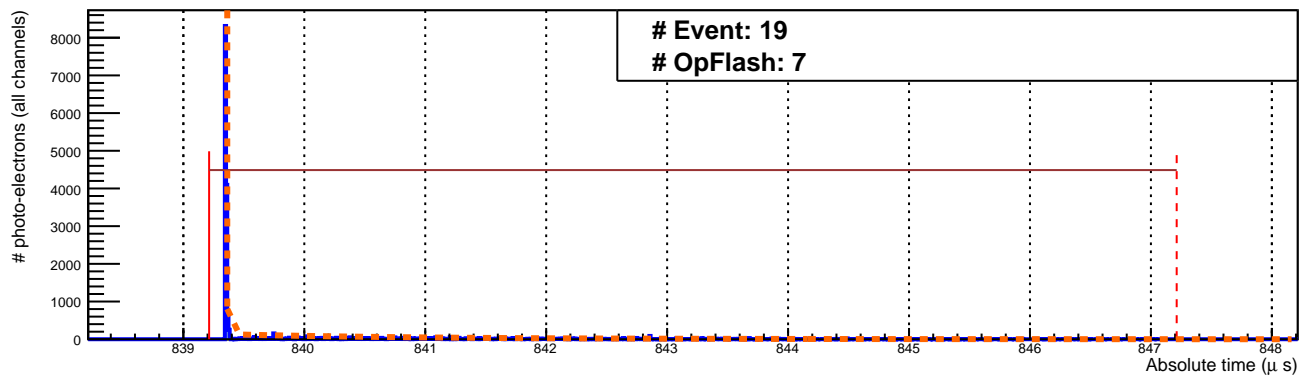 # Event: 19
# OpFlash: 7
# photo-electrons (all channels)
8000
7000
6000
5000
4000
3000
2000
1000
0
839 840 841 842 843 844 845 846 847 848
Absolute time (μ s)